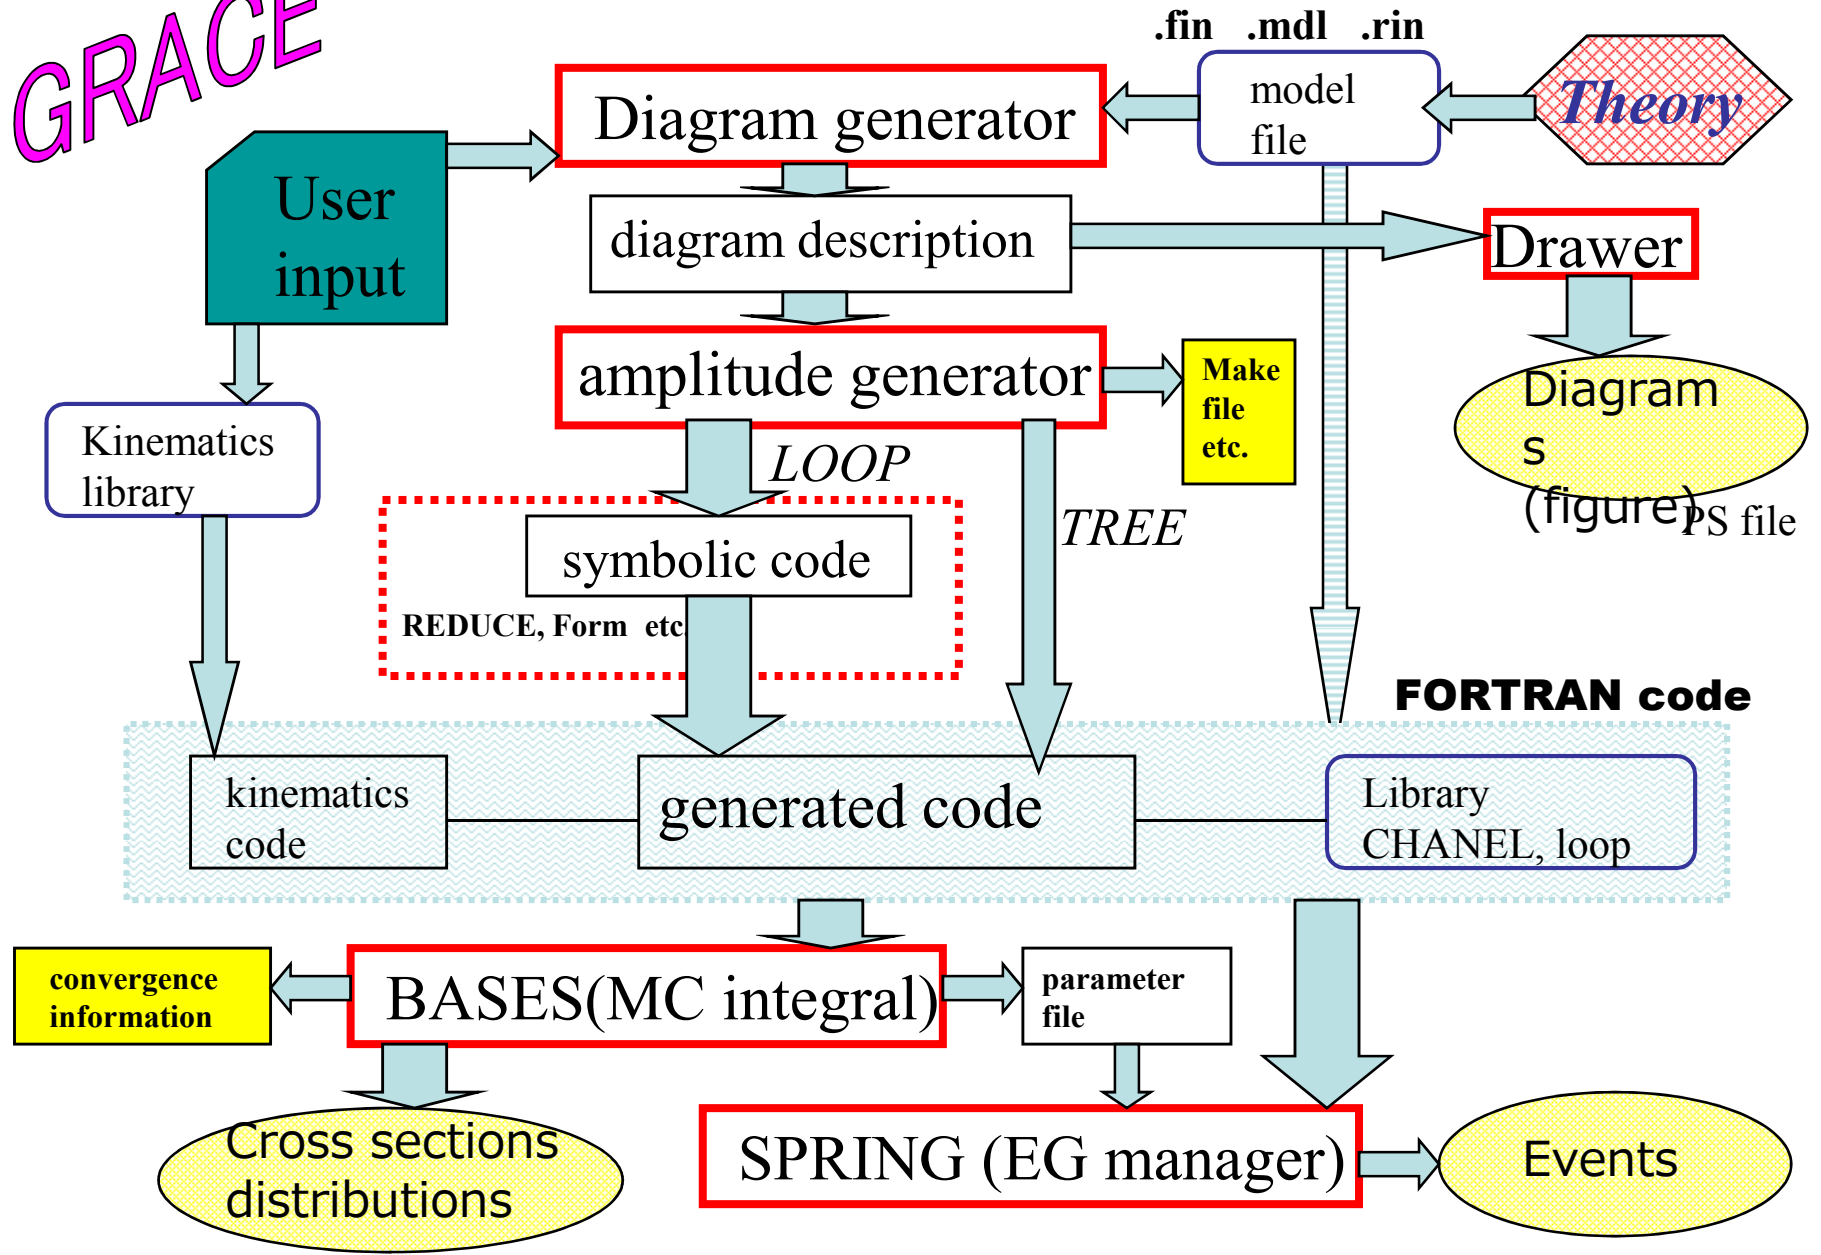 GRACE
.fin .mdl .rin
Diagram generator
model
file
Theory
User
input
diagram description
Drawer
amplitude generator
Make
file
etc.
Diagram
s
(figure)
PS file
Kinematics
library
LOOP
TREE
symbolic code
REDUCE, Form etc.
FORTRAN code
kinematics
code
generated code
Library
CHANEL, loop
convergence
information
BASES(MC integral)
parameter
file
Cross sections
distributions
SPRING (EG manager)
Events